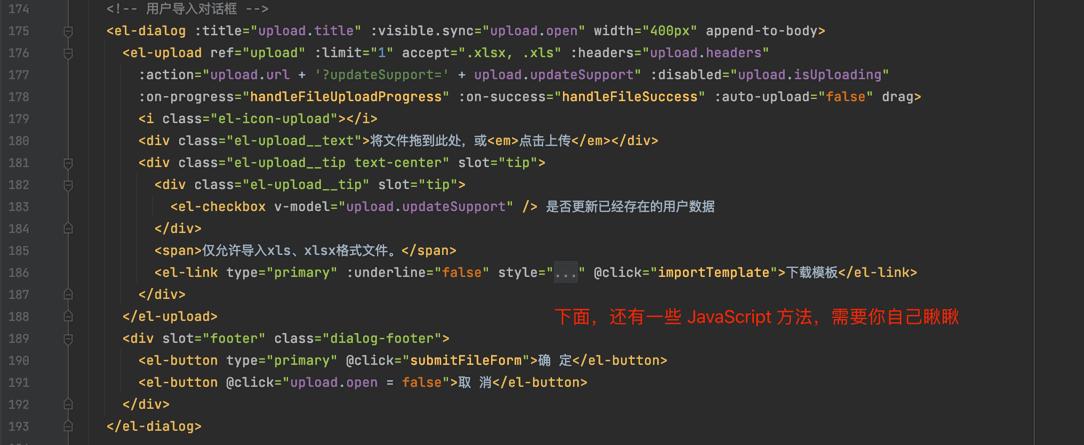 174 <!-- 用户导入对话框 -->
175 <el-dialog :title="upload.title" :visible.sync="upload.open" width="400px" append-to-body>
176 <el-upload ref="upload" :limit="1" accept=".xlsx, .xls" :headers="upload.headers"
177 :action="upload.url + '?updateSupport=' + upload.updateSupport" :disabled="upload.isUploading"
178 :on-progress="handleFileUploadProgress" :on-success="handleFileSuccess" :auto-upload="false" drag>
179 <i class="el-icon-upload"></i>
180 <div class="el-upload__text">将文件拖到此处，或<em>点击上传</em></div>
181 <div class="el-upload__tip text-center" slot="tip">
182 <div class="el-upload__tip" slot="tip">
183 <el-checkbox v-model="upload.updateSupport" /> 是否更新已经存在的用户数据
184 </div>
185 <span>仅允许导入xls、xlsx格式文件。</span>
186 <el-link type="primary" :underline="false" style="..." @click="importTemplate">下载模板</el-link>
187 </div>
188 </el-upload>
下面，还有一些 JavaScript 方法，需要你自己瞅瞅
189 <div slot="footer" class="dialog-footer">
190 <el-button type="primary" @click="submitFileForm">确 定</el-button>
191 <el-button @click="upload.open = false">取 消</el-button>
192 </div>
193 </el-dialog>